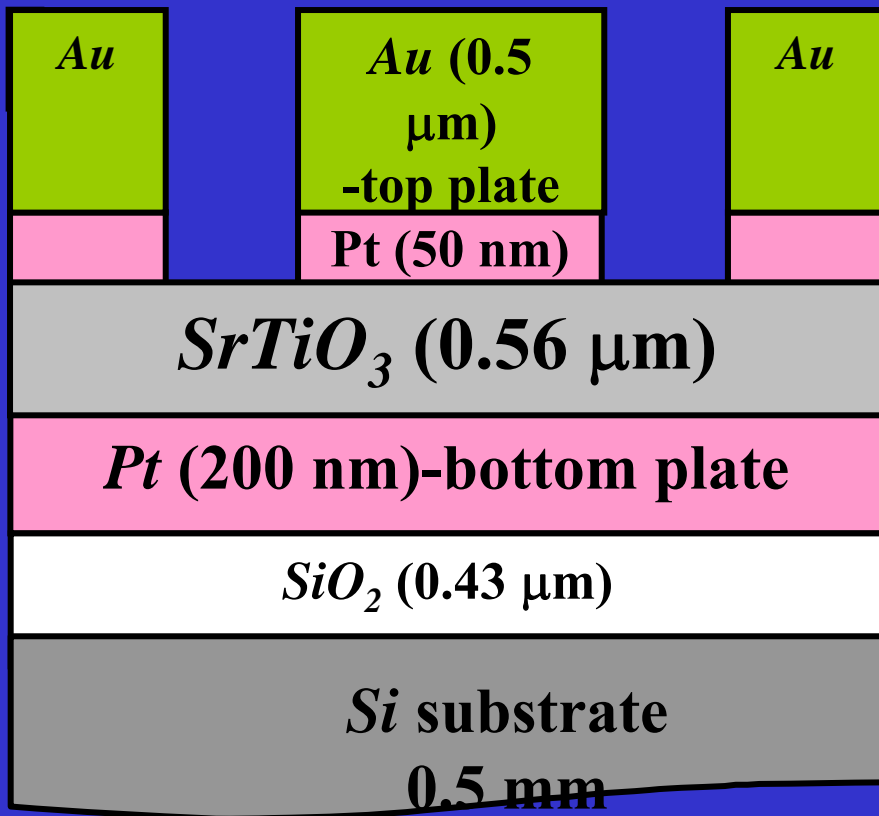 Au
Au (0.5
μm)
-top plate
Au
Pt (50 nm)
SrTiO₃ (0.56 μm)
Pt (200 nm)-bottom plate
SiO₂ (0.43 μm)
Si substrate
0.5 mm